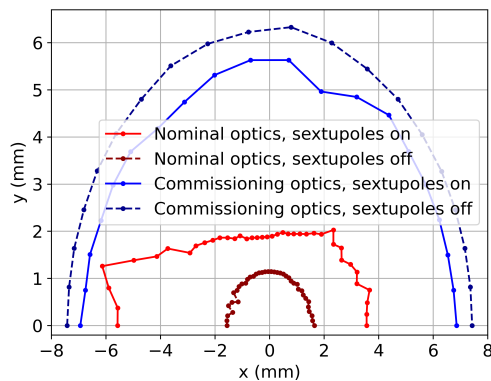 6
5
4
3
2
1
0
y (mm)
Nominal optics, sextupoles on
Nominal optics, sextupoles off
Commissioning optics, sextupoles on
Commissioning optics, sextupoles off
−8 −6 −4 −2 0 2 4 6 8
x (mm)